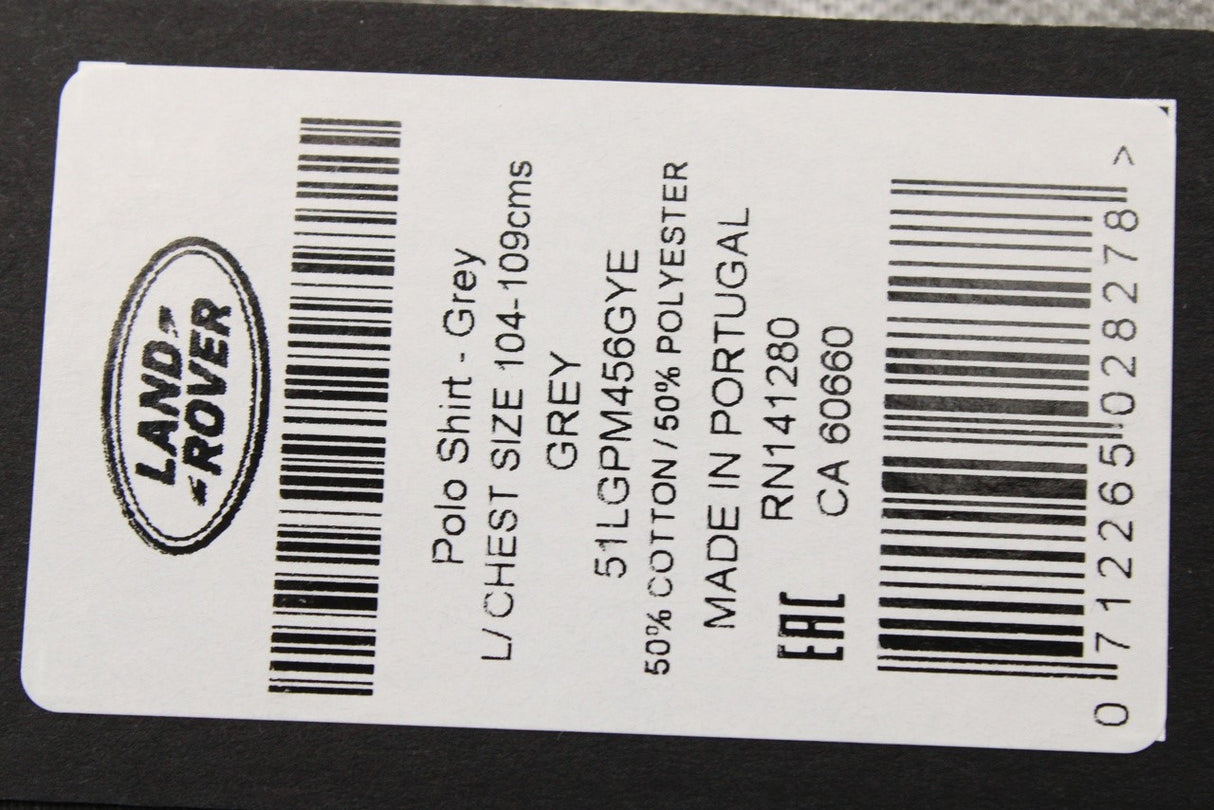 LAND
ROVER
Polo Shirt - Grey
L/ CHEST SIZE 104-109cms
GREY
51LGPM456GYE
50% COTTON / 50% POLYESTER
MADE IN PORTUGAL
RN141280
CA 60660
EAC
0 712265 028278 >